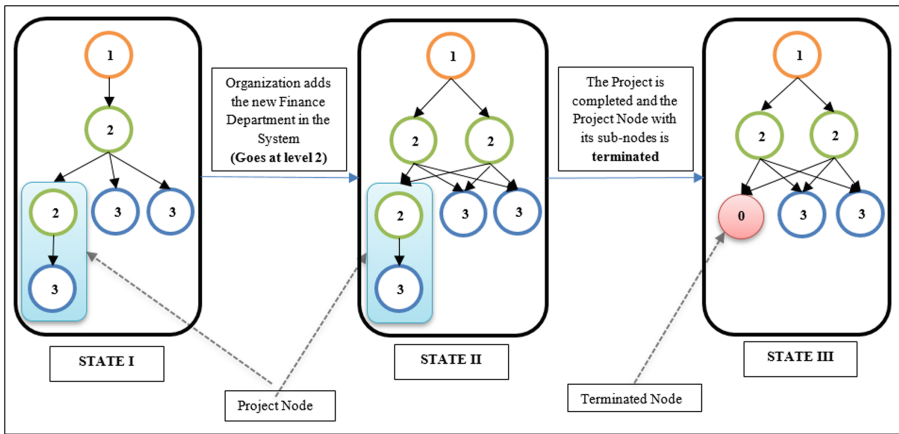 1
2
2
3
3
3
STATE I
Organization adds
the new Finance
Department in the
System
(Goes at level 2)
1
2
2
2
3
3
3
STATE II
The Project is
completed and the
Project Node with
its sub-nodes is
terminated
1
2
2
0
3
3
STATE III
Project Node
Terminated Node